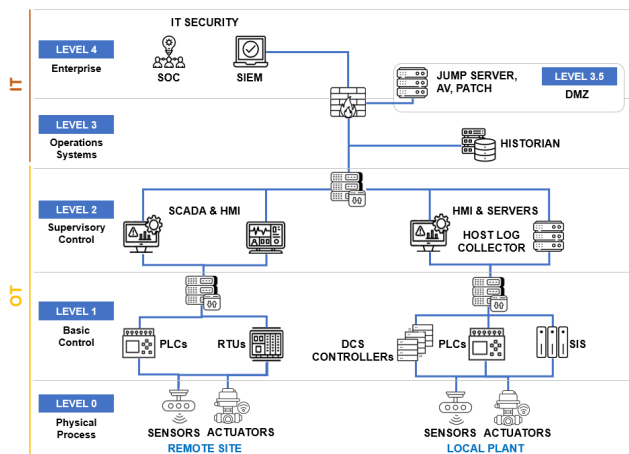 IT
OT
LEVEL 4
Enterprise
IT SECURITY
SOC
SIEM
JUMP SERVER,
AV, PATCH
LEVEL 3.5
DMZ
LEVEL 3
Operations
Systems
HISTORIAN
LEVEL 2
Supervisory
Control
SCADA & HMI
HMI & SERVERS
HOST LOG
COLLECTOR
LEVEL 1
Basic
Control
PLCs
RTUs
DCS
CONTROLLERs
PLCs
SIS
LEVEL 0
Physical
Process
SENSORS
ACTUATORS
REMOTE SITE
SENSORS
ACTUATORS
LOCAL PLANT